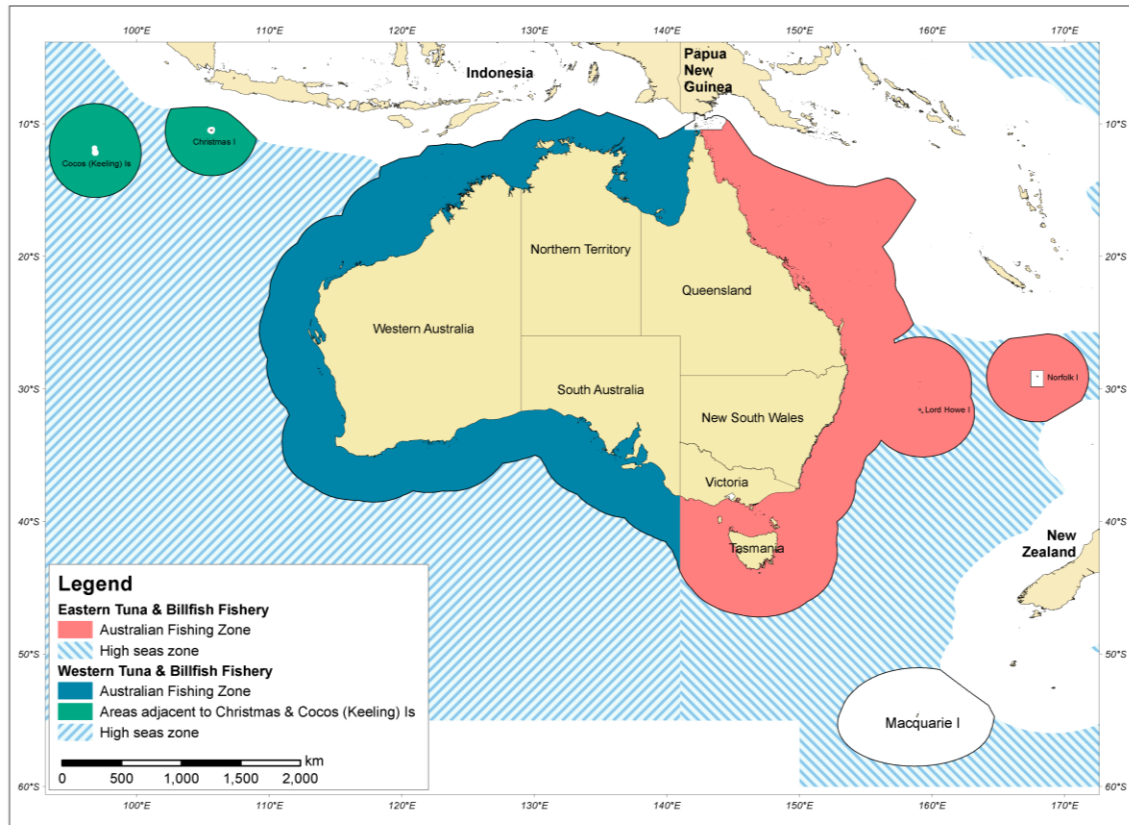 100°E 110°E 120°E 130°E 140°E 150°E 160°E 170°E
Indonesia
Papua
New
Guinea
10°S 10°S
Christmas I
Cocos (Keeling) Is
Northern Territory
20°S 20°S
Queensland
Western Australia
30°S 30°S
South Australia
Norfolk I
Lord Howe I
New South Wales
Victoria
40°S 40°S
Tasmania
New
Zealand
Legend
Eastern Tuna & Billfish Fishery
Australian Fishing Zone
High seas zone
Western Tuna & Billfish Fishery
Australian Fishing Zone
Areas adjacent to Christmas & Cocos (Keeling) Is
High seas zone
km
0 500 1,000 1,500 2,000
50°S 50°S
Macquarie I
60°S 60°S
100°E 110°E 120°E 130°E 140°E 150°E 160°E 170°E